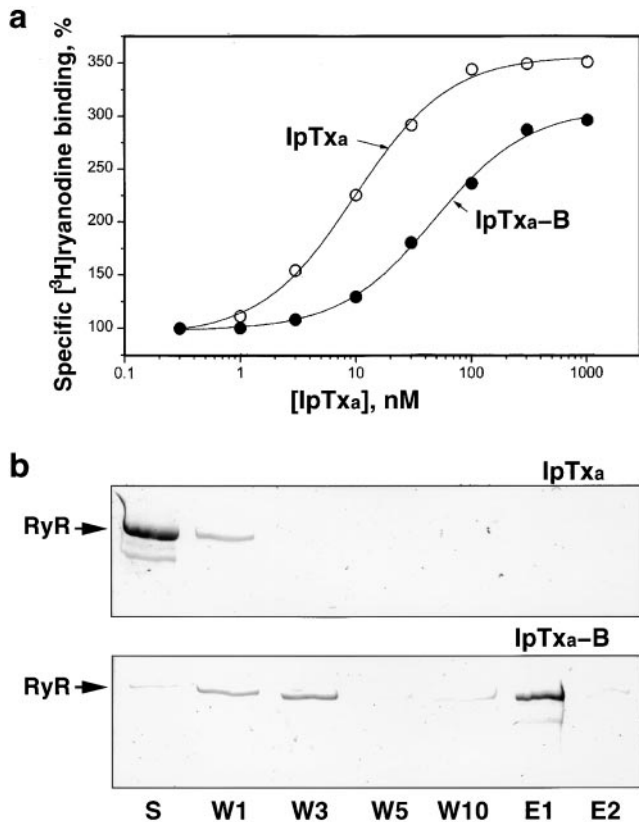 a
Specific [³H]ryanodine binding, %
350
300
250
200
150
100
IpTxa
IpTxa–B
0.1 1 10 100 1000
[IpTxa], nM
b
IpTxa
RyR
IpTxa–B
RyR
S W1 W3 W5 W10 E1 E2